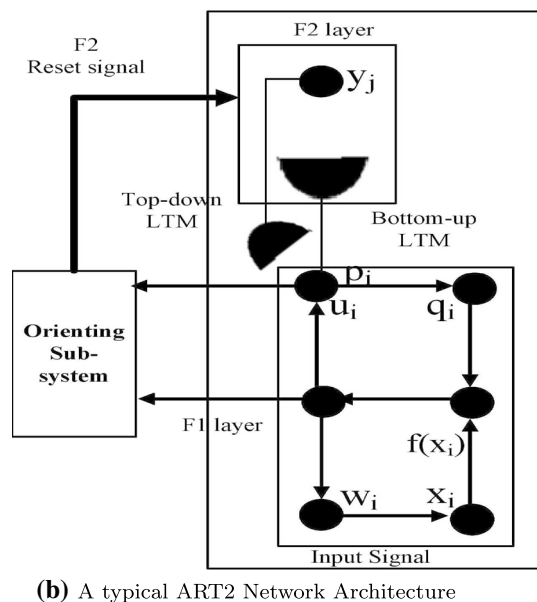 F2
Reset signal
F2 layer
yj
Top-down
LTM
Bottom-up
LTM
pi
ui
qi
Orienting
Sub-
system
F1 layer
f(xi)
wi
xi
Input Signal
(b) A typical ART2 Network Architecture